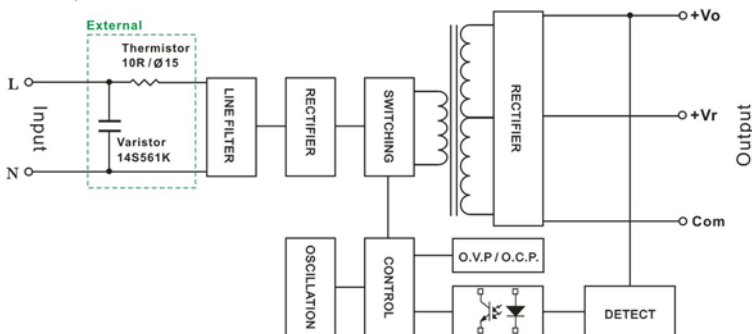 External
Thermistor
10R / Ø15
L
Input
N
Varistor
14S561K
LINE FILTER
RECTIFIER
SWITCHING
RECTIFIER
+Vo
+Vr
Com
Output
OSCILLATION
CONTROL
O.V.P / O.C.P.
DETECT